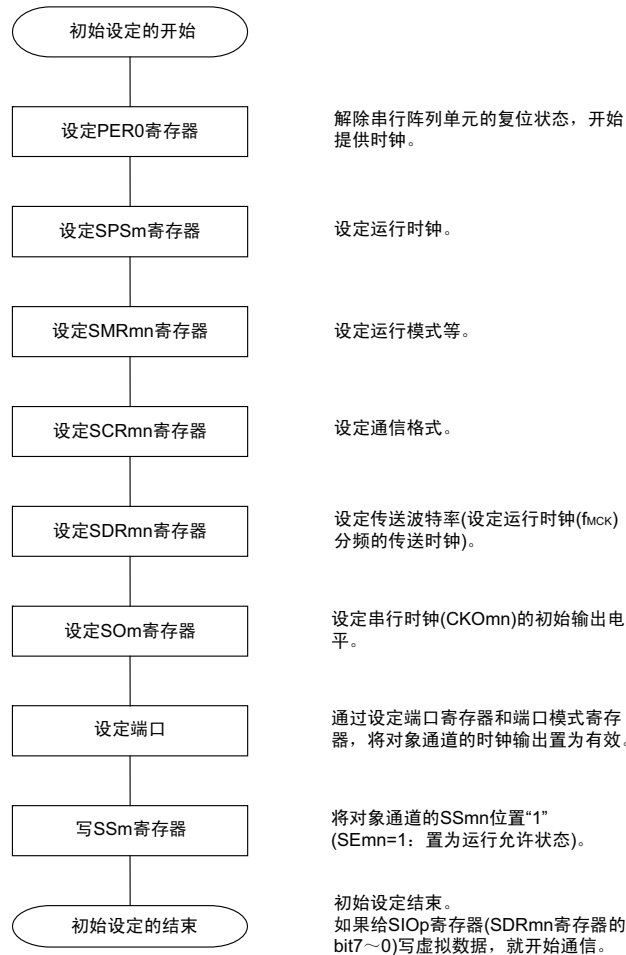 初始设定的开始
设定PER0寄存器
解除串行阵列单元的复位状态，开始
提供时钟。
设定SPSm寄存器
设定运行时钟。
设定SMRmn寄存器
设定运行模式等。
设定SCRmn寄存器
设定通信格式。
设定SDRmn寄存器
设定传送波特率(设定运行时钟(fMCK)
分频的传送时钟)。
设定SOm寄存器
设定串行时钟(CKOmn)的初始输出电
平。
设定端口
通过设定端口寄存器和端口模式寄存
器，将对象通道的时钟输出置为有效。
写SSm寄存器
将对象通道的SSmn位置“1”
(SEmn=1：置为运行允许状态)。
初始设定的结束
初始设定结束。
如果给SIOp寄存器(SDRmn寄存器的
bit7～0)写虚拟数据，就开始通信。